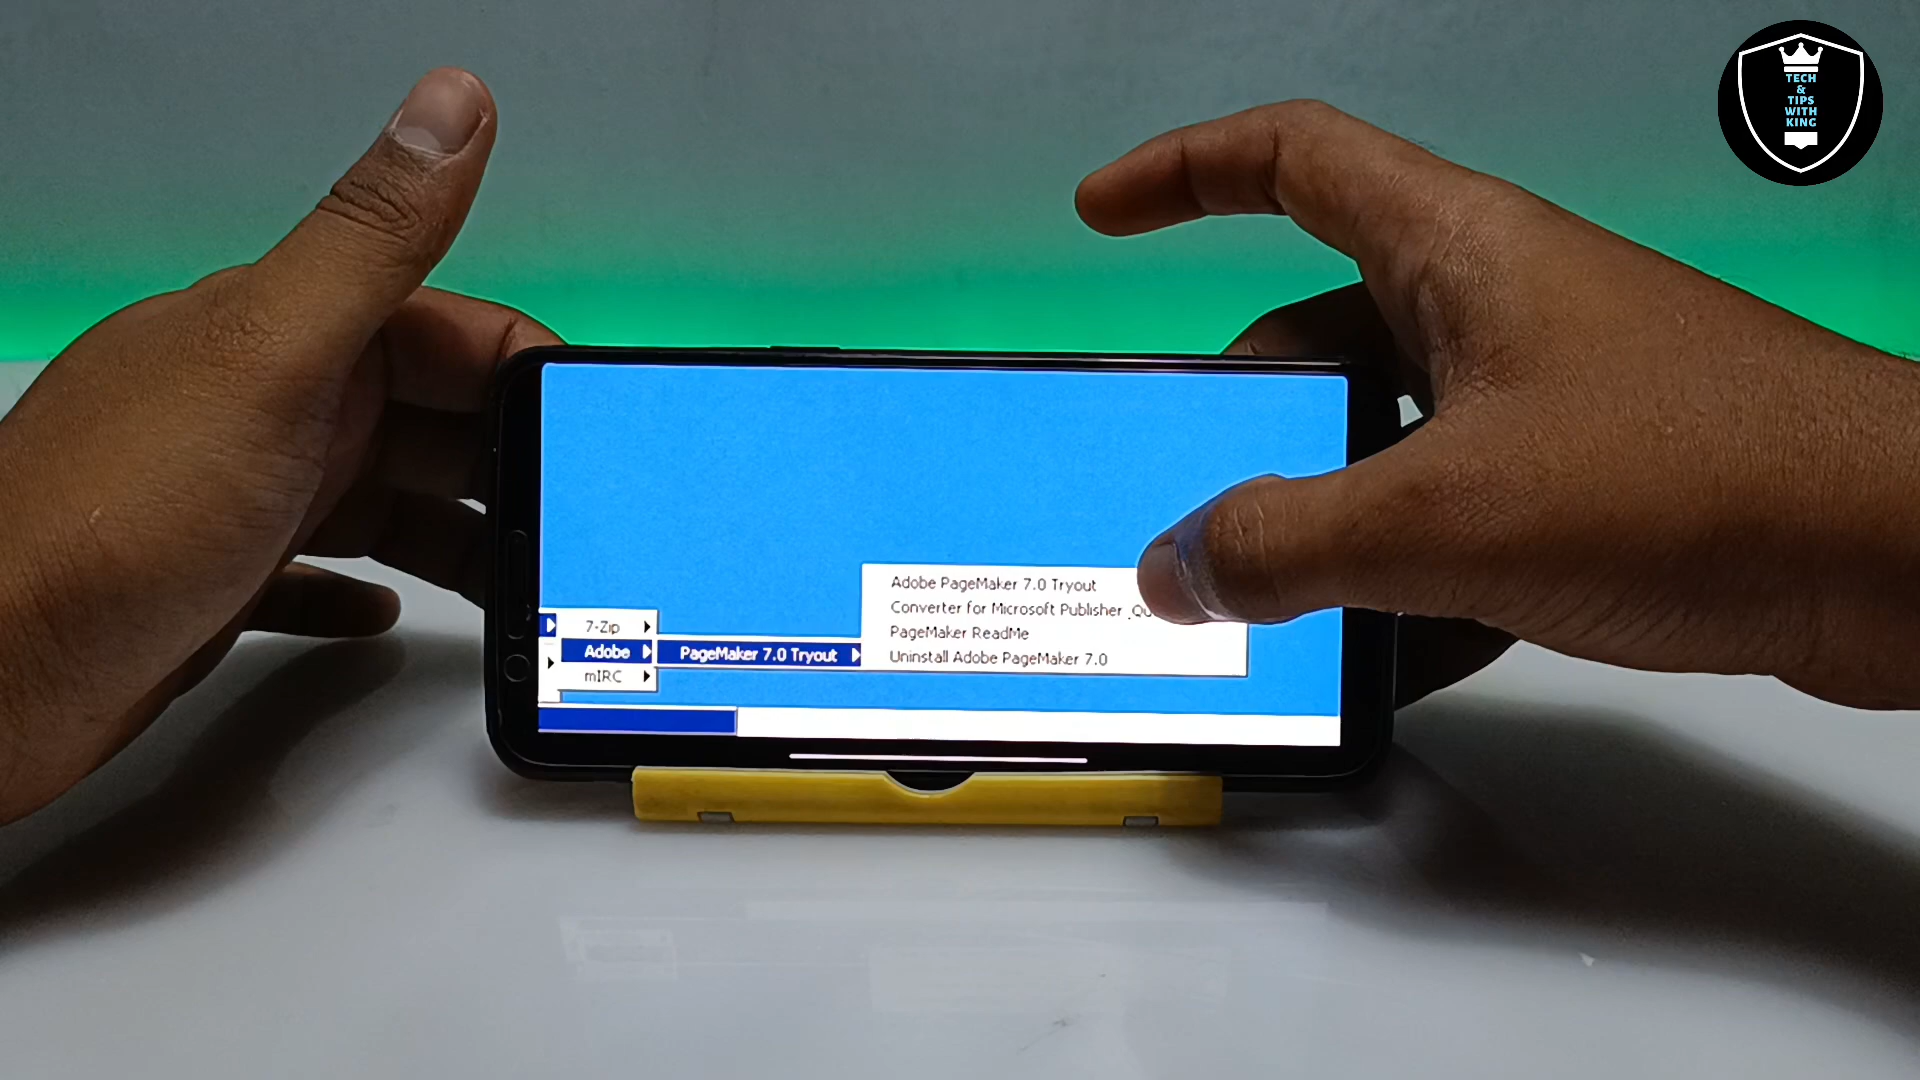 TECH
&
TIPS
WITH
KING
Adobe PageMaker 7.0 Tryout
Converter for Microsoft Publisher
PageMaker ReadMe
Uninstall Adobe PageMaker 7.0
7-Zip
Adobe
PageMaker 7.0 Tryout
mIRC